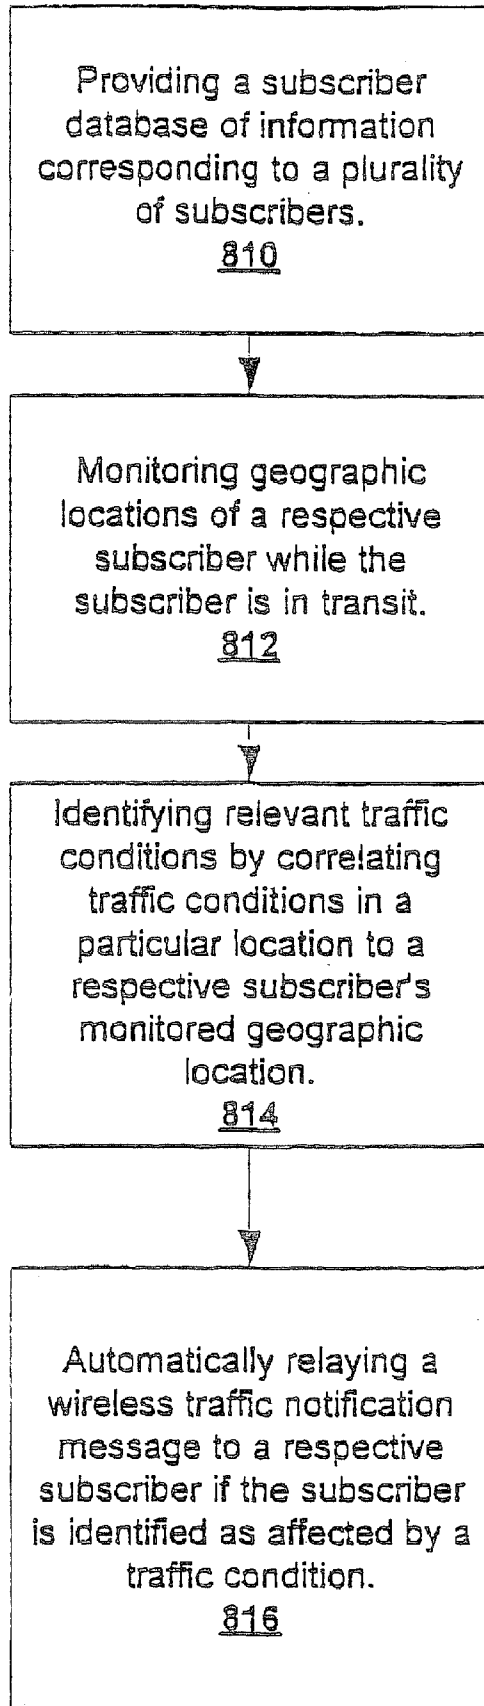 Providing a subscriber
database of information
corresponding to a plurality
of subscribers.
810
Monitoring geographic
locations of a respective
subscriber while the
subscriber is in transit.
812
Identifying relevant traffic
conditions by correlating
traffic conditions in a
particular location to a
respective subscriber's
monitored geographic
location.
814
Automatically relaying a
wireless traffic notification
message to a respective
subscriber if the subscriber
is identified as affected by a
traffic condition.
816